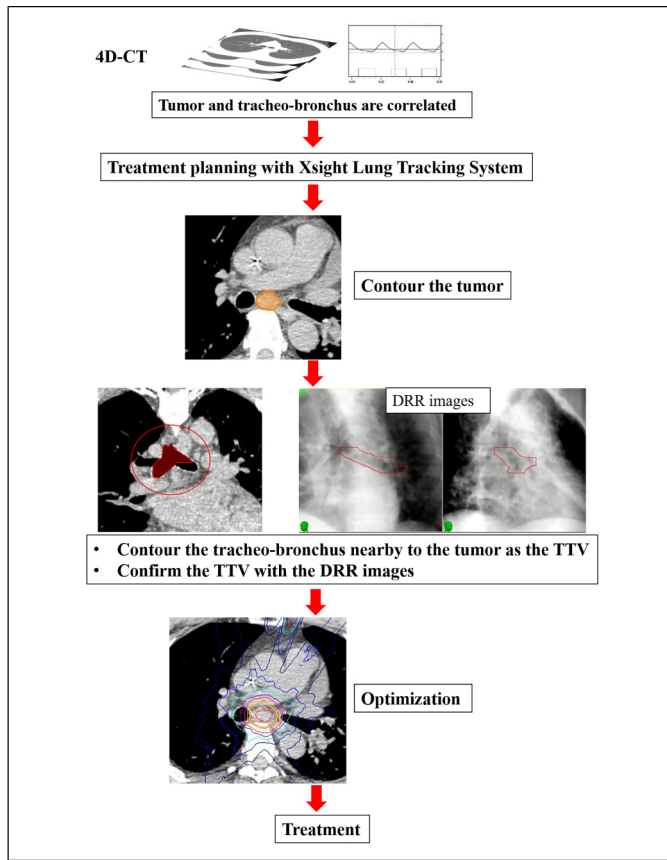 4D-CT
Tumor and tracheo-bronchus are correlated
Treatment planning with Xsight Lung Tracking System
Contour the tumor
DRR images
• Contour the tracheo-bronchus nearby to the tumor as the TTV
• Confirm the TTV with the DRR images
Optimization
Treatment